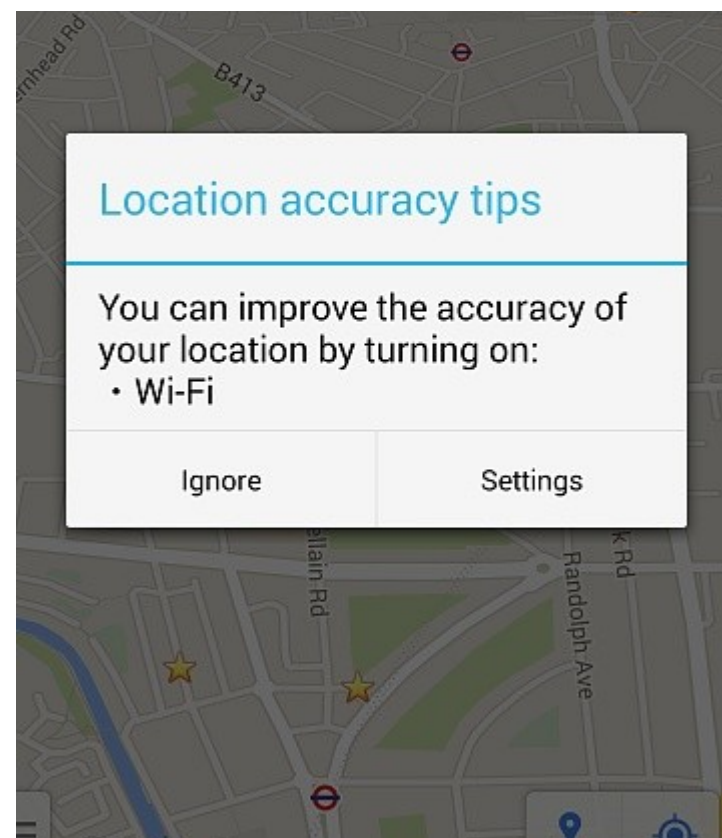 B413
Location accuracy tips
You can improve the accuracy of
your location by turning on:
• Wi-Fi
Ignore
Settings
Rd
Randolph Ave